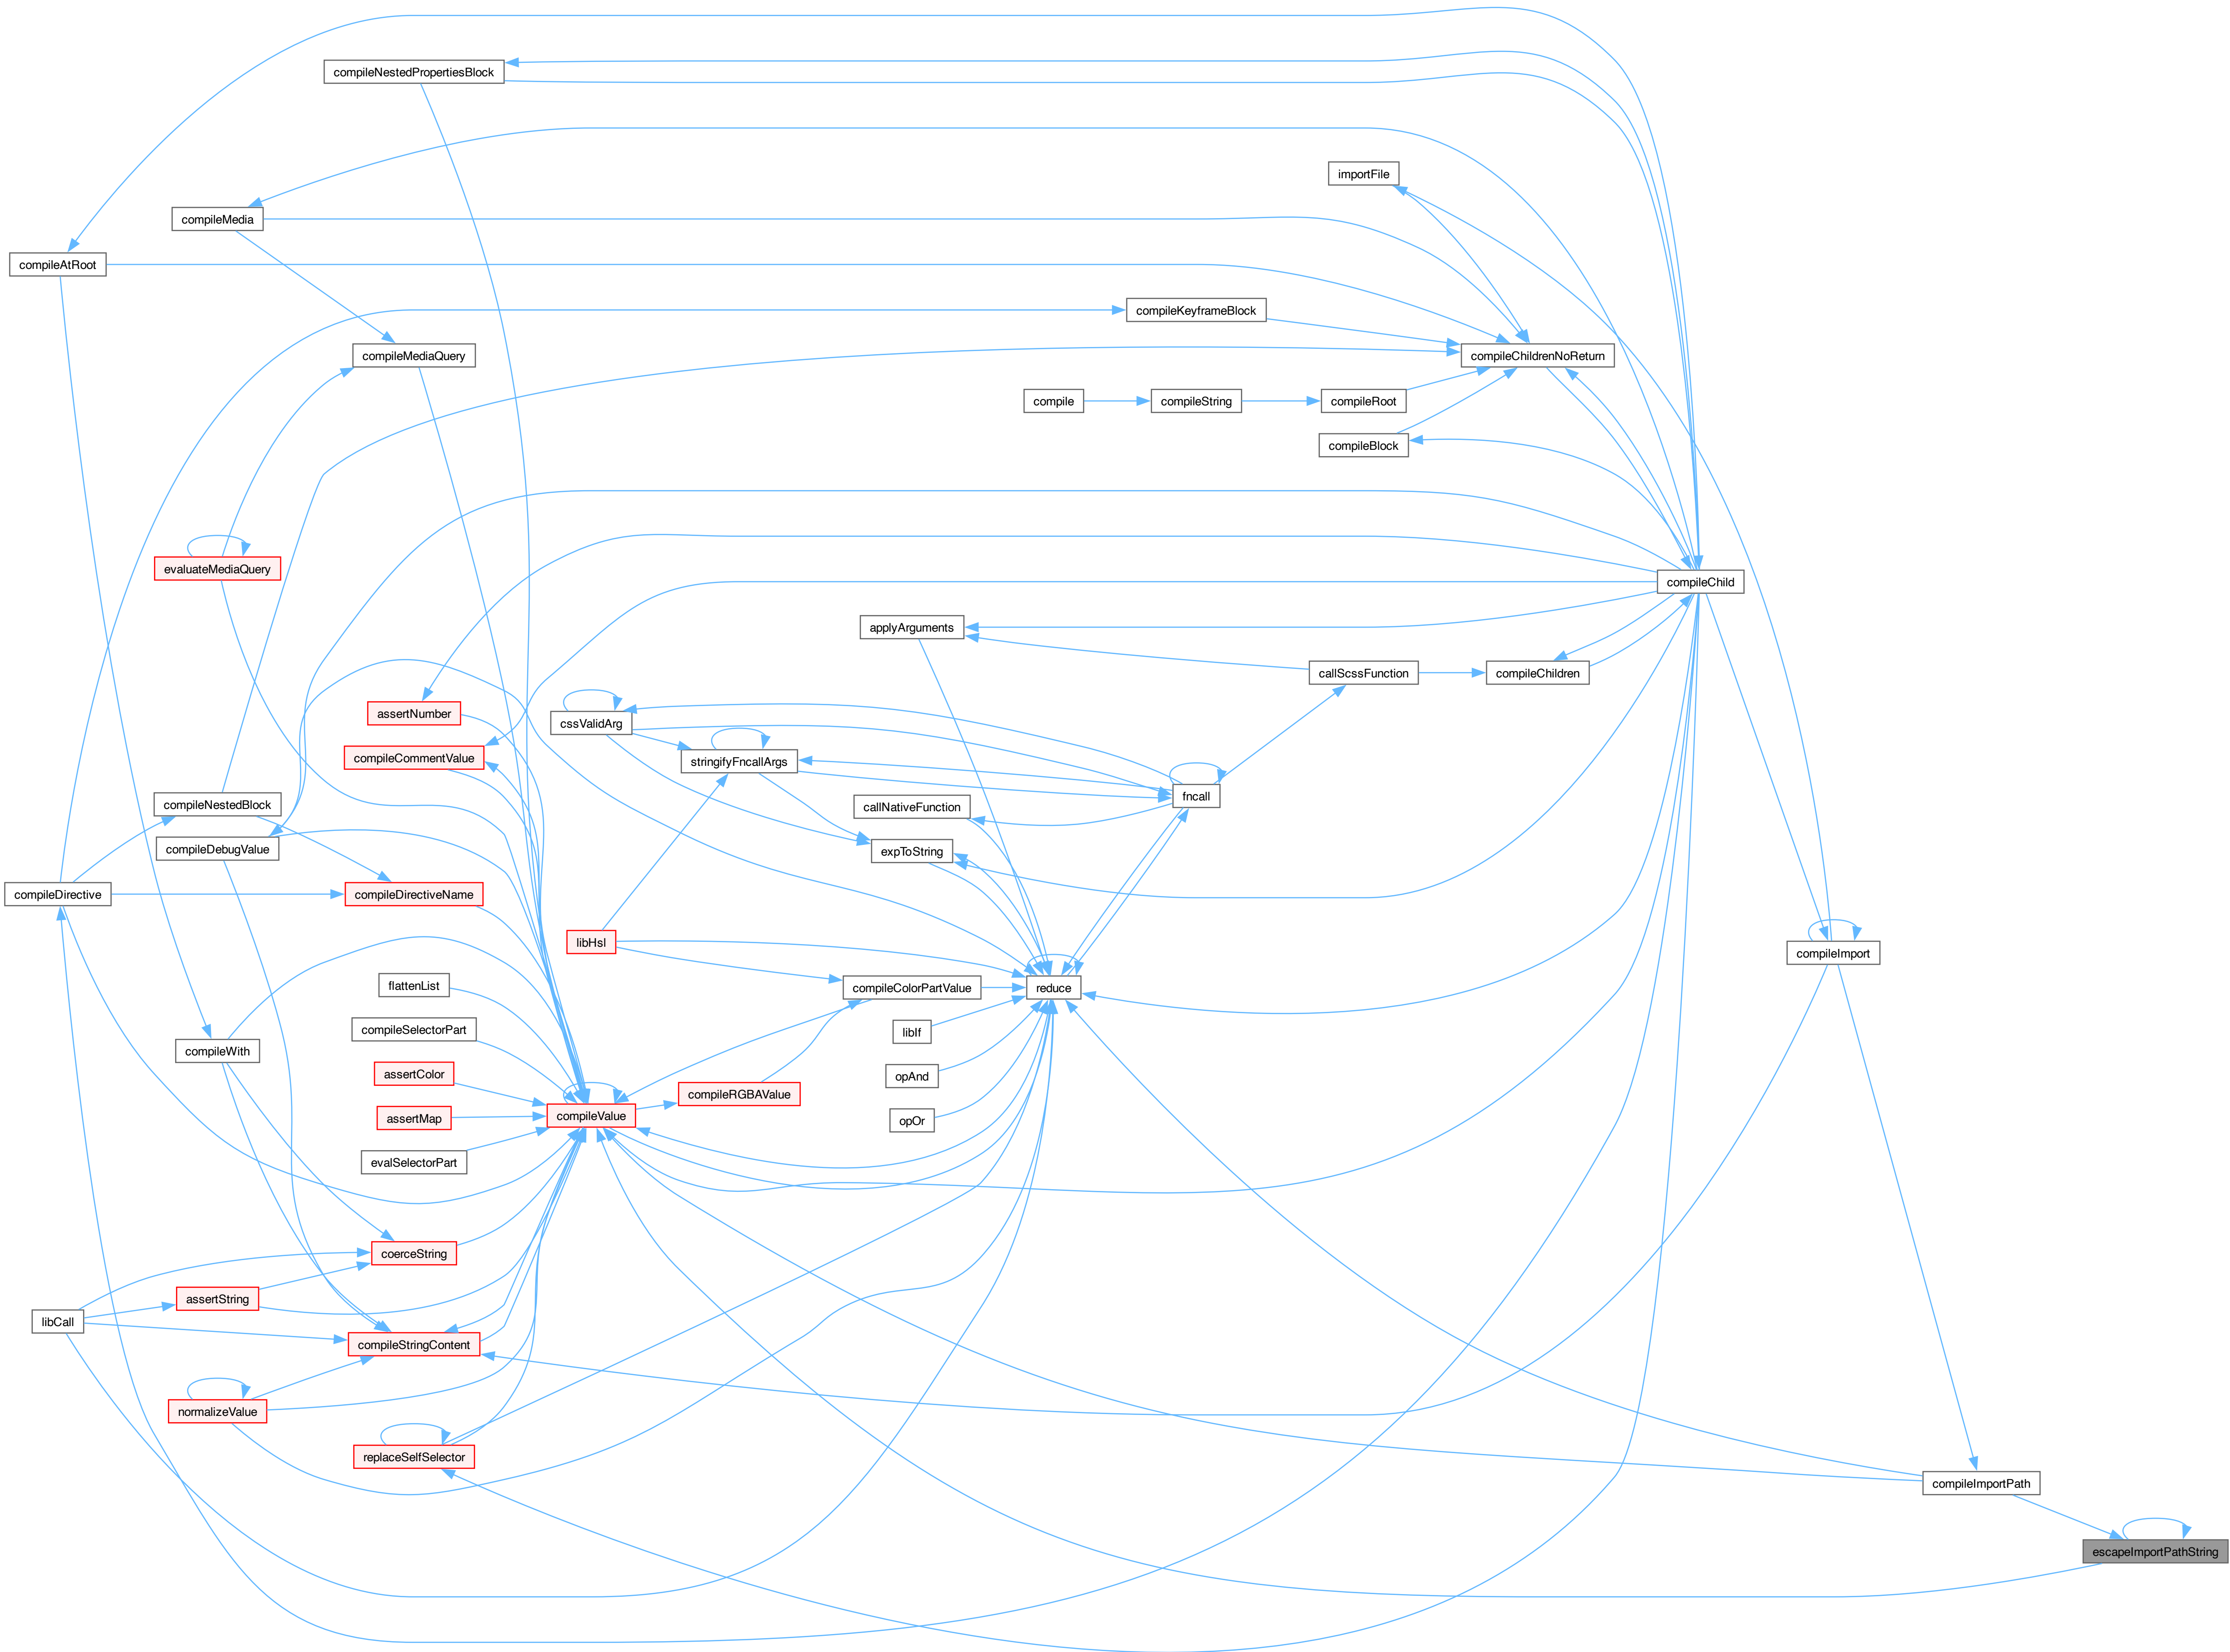 compileNestedPropertiesBlock
importFile
compileMedia
compileAtRoot
compileKeyframeBlock
compileMediaQuery
compileChildrenNoReturn
compile
compileString
compileRoot
compileBlock
evaluateMediaQuery
compileChild
applyArguments
callScssFunction
compileChildren
assertNumber
cssValidArg
compileCommentValue
stringifyFncallArgs
fncall
compileNestedBlock
callNativeFunction
compileDebugValue
expToString
compileDirective
compileDirectiveName
libHsl
compileImport
flattenList
compileColorPartValue
reduce
compileSelectorPart
libIf
compileWith
assertColor
opAnd
compileRGBAValue
assertMap
compileValue
opOr
evalSelectorPart
coerceString
assertString
libCall
compileStringContent
normalizeValue
replaceSelfSelector
compileImportPath
escapeImportPathString